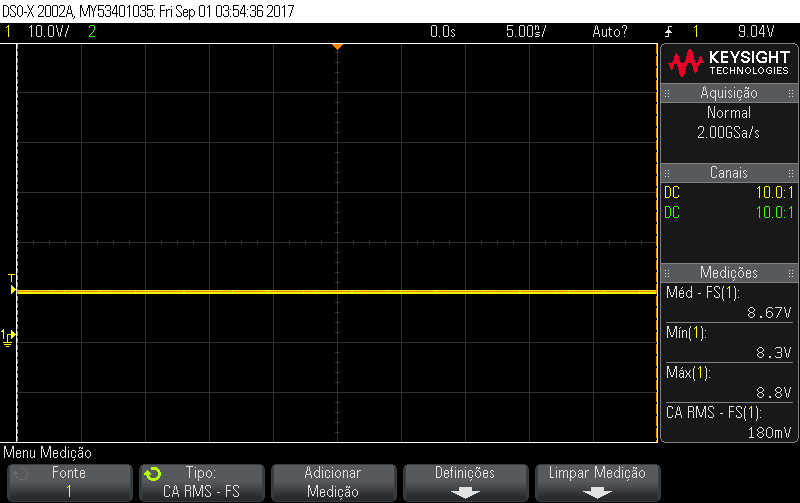 DSO-X 2002A, MY53401035: Fri Sep 01 03:54:36 2017
1 10.0V/ 2 0.0s 5.00ms/ Auto? 1 9.04V
KEYSIGHT
TECHNOLOGIES
Aquisição
Normal
2.00GSa/s
Canais
DC 10.0:1
DC 10.0:1
Medições
Méd - FS(1):
8.67V
Mín(1):
8.3V
Máx(1):
8.8V
CA RMS - FS(1):
180mV
T
1
Menu Medição
Fonte
1
Tipo:
CA RMS - FS
Adicionar
Medição
Definições
Limpar Medição